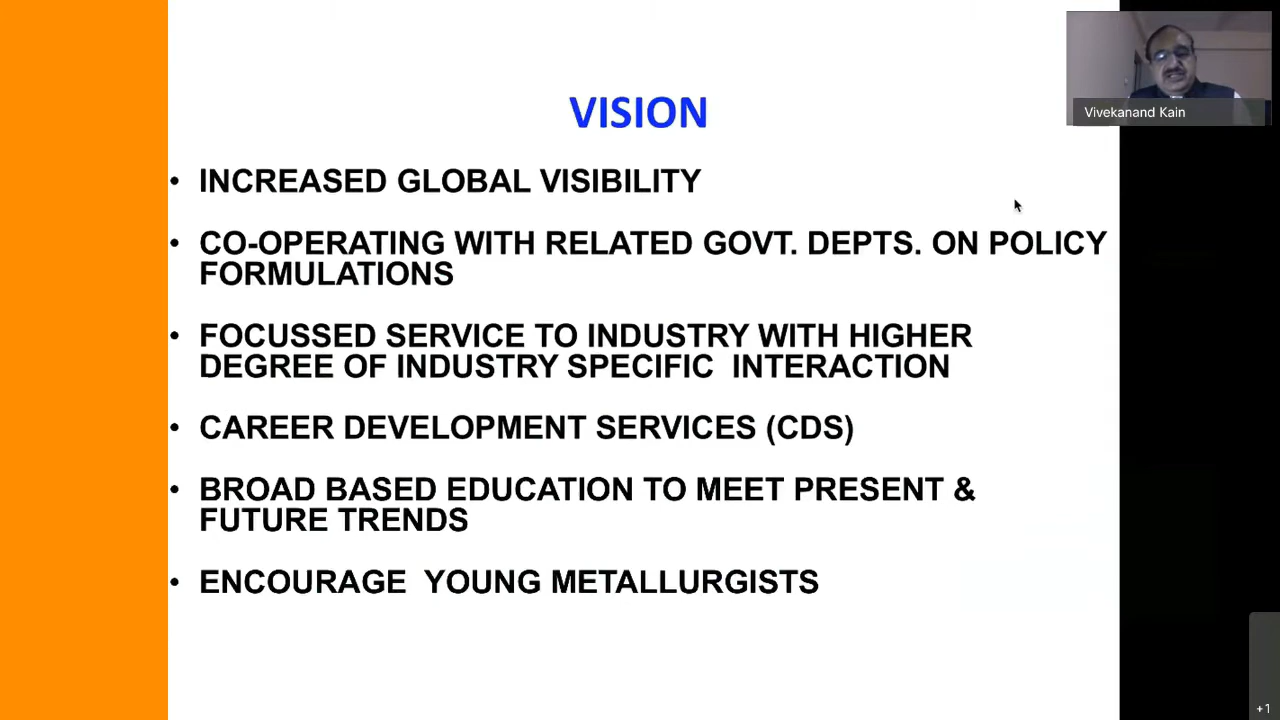 VISION
Vivekanand Kain
• INCREASED GLOBAL VISIBILITY
• CO-OPERATING WITH RELATED GOVT. DEPTS. ON POLICY
FORMULATIONS
• FOCUSSED SERVICE TO INDUSTRY WITH HIGHER
DEGREE OF INDUSTRY SPECIFIC INTERACTION
• CAREER DEVELOPMENT SERVICES (CDS)
• BROAD BASED EDUCATION TO MEET PRESENT &
FUTURE TRENDS
• ENCOURAGE YOUNG METALLURGISTS
+1